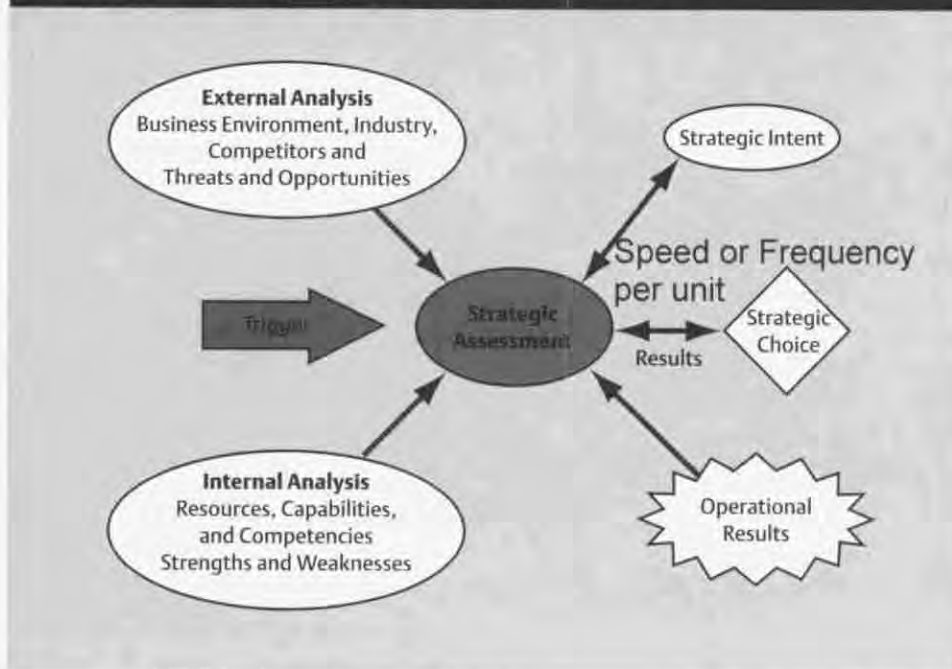 External Analysis
Business Environment, Industry,
Competitors and
Threats and Opportunities
Strategic Intent
Speed or Frequency
per unit
Trigger
Strategic
Assessment
Results
Strategic
Choice
Internal Analysis
Resources, Capabilities,
and Competencies
Strengths and Weaknesses
Operational
Results